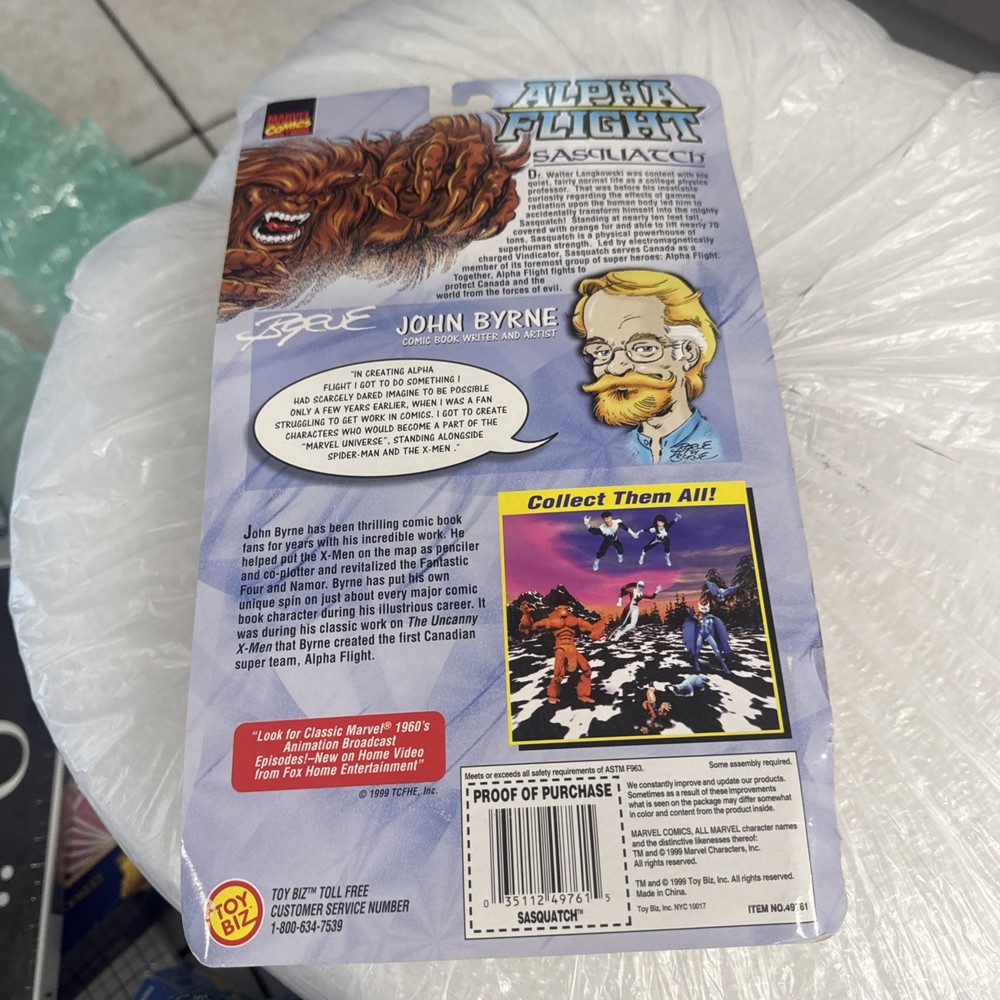 MARVEL
COMICS
ALPHA
FLIGHT™
SASQUATCH™
Dr. Walter Langkowski was content with his
quiet, fairly normal life as a college physics
professor. That was before his insatiable
curiosity regarding the effects of gamma
radiation upon the human body led him to
accidentally transform himself into the mighty
Sasquatch! Standing at nearly ten feet tall,
covered with orange fur and able to lift nearly 70
tons, Sasquatch is a physical powerhouse of
superhuman strength. Led by electromagnetically
charged Vindicator, Sasquatch serves Canada as a
member of its foremost group of super heroes: Alpha Flight.
Together, Alpha Flight fights to
protect Canada and the
world from the forces of evil.
BYRNE
JOHN BYRNE
COMIC BOOK WRITER AND ARTIST
"IN CREATING ALPHA
FLIGHT I GOT TO DO SOMETHING I
HAD SCARCELY DARED IMAGINE TO BE POSSIBLE
ONLY A FEW YEARS EARLIER, WHEN I WAS A FAN
STRUGGLING TO GET WORK IN COMICS. I GOT TO CREATE
CHARACTERS WHO WOULD BECOME A PART OF THE
"MARVEL UNIVERSE", STANDING ALONGSIDE
SPIDER-MAN AND THE X-MEN ."
BYRNE
BY
BYRNE
Collect Them All!
John Byrne has been thrilling comic book
fans for years with his incredible work. He
helped put the X-Men on the map as penciler
and co-plotter and revitalized the Fantastic
Four and Namor. Byrne has put his own
unique spin on just about every major comic
book character during his illustrious career. It
was during his classic work on The Uncanny
X-Men that Byrne created the first Canadian
super team, Alpha Flight.
"Look for Classic Marvel® 1960's
Animation Broadcast
Episodes!–New on Home Video
from Fox Home Entertainment"
© 1999 TCFHE, Inc.
Meets or exceeds all safety requirements of ASTM F963.
Some assembly required.
PROOF OF PURCHASE
0 35112 49761 5
SASQUATCH™
We constantly improve and update our products.
Sometimes as a result of these improvements
what is seen on the package may differ somewhat
in color and content from the product inside.
MARVEL COMICS, ALL MARVEL character names
and the distinctive likenesses thereof:
TM and © 1999 Marvel Characters, Inc.
All rights reserved.
TM and © 1999 Toy Biz, Inc. All rights reserved.
Made in China.
Toy Biz, Inc. NYC 10017
ITEM NO.49761
TOY
BIZ
TOY BIZ™ TOLL FREE
CUSTOMER SERVICE NUMBER
1-800-634-7539